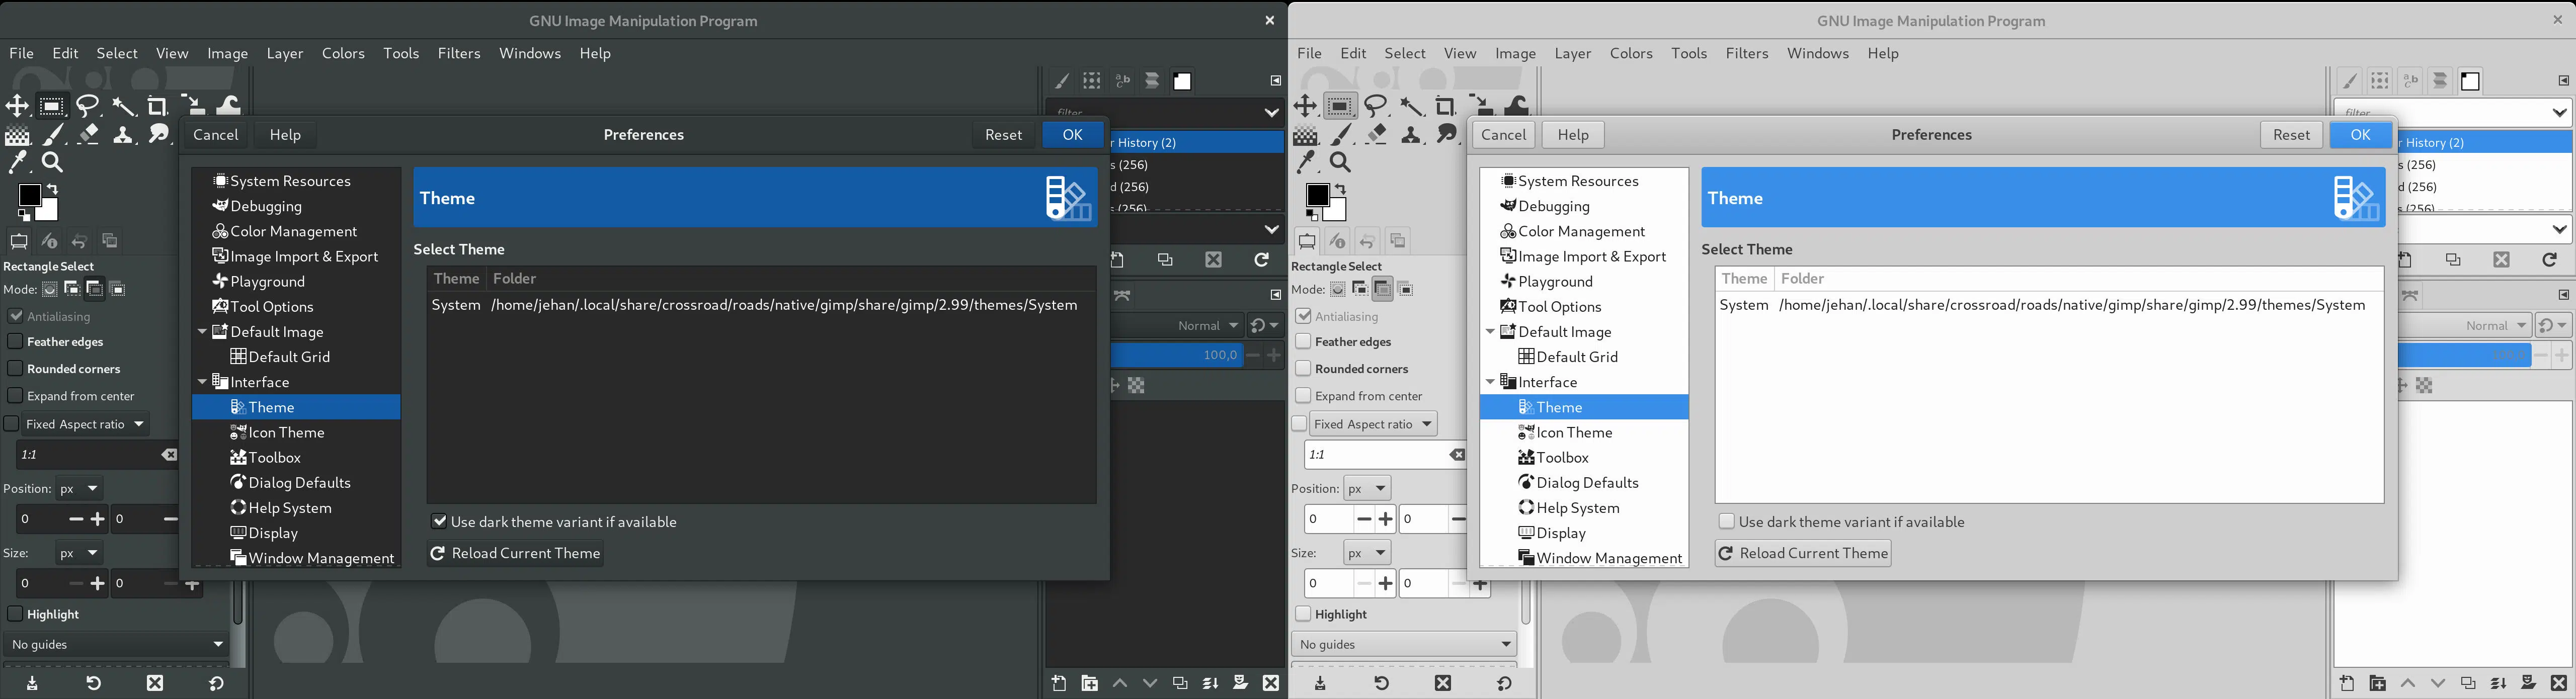 GNU Image Manipulation Program
File Edit Select View Image Layer Colors Tools Filters Windows Help
filter
Cancel Help Preferences Reset OK
r History (2)
s (256)
d (256)
s (256)
System Resources
Debugging
Color Management
Image Import & Export
Playground
Tool Options
Default Image
Default Grid
Interface
Theme
Icon Theme
Toolbox
Dialog Defaults
Help System
Display
Window Management
Theme
Select Theme
Theme Folder
System /home/jehan/.local/share/crossroad/roads/native/gimp/share/gimp/2.99/themes/System
Use dark theme variant if available
Reload Current Theme
Rectangle Select
Mode:
Antialiasing
Feather edges
Rounded corners
Expand from center
Fixed Aspect ratio
1:1
Position: px
0 0
Size: px
0 0
Highlight
No guides
Normal
100,0
GNU Image Manipulation Program
File Edit Select View Image Layer Colors Tools Filters Windows Help
filter
Cancel Help Preferences Reset OK
r History (2)
s (256)
d (256)
s (256)
System Resources
Debugging
Color Management
Image Import & Export
Playground
Tool Options
Default Image
Default Grid
Interface
Theme
Icon Theme
Toolbox
Dialog Defaults
Help System
Display
Window Management
Theme
Select Theme
Theme Folder
System /home/jehan/.local/share/crossroad/roads/native/gimp/share/gimp/2.99/themes/System
Use dark theme variant if available
Reload Current Theme
Rectangle Select
Mode:
Antialiasing
Feather edges
Rounded corners
Expand from center
Fixed Aspect ratio
1:1
Position: px
0 0
Size: px
0 0
Highlight
No guides
Normal